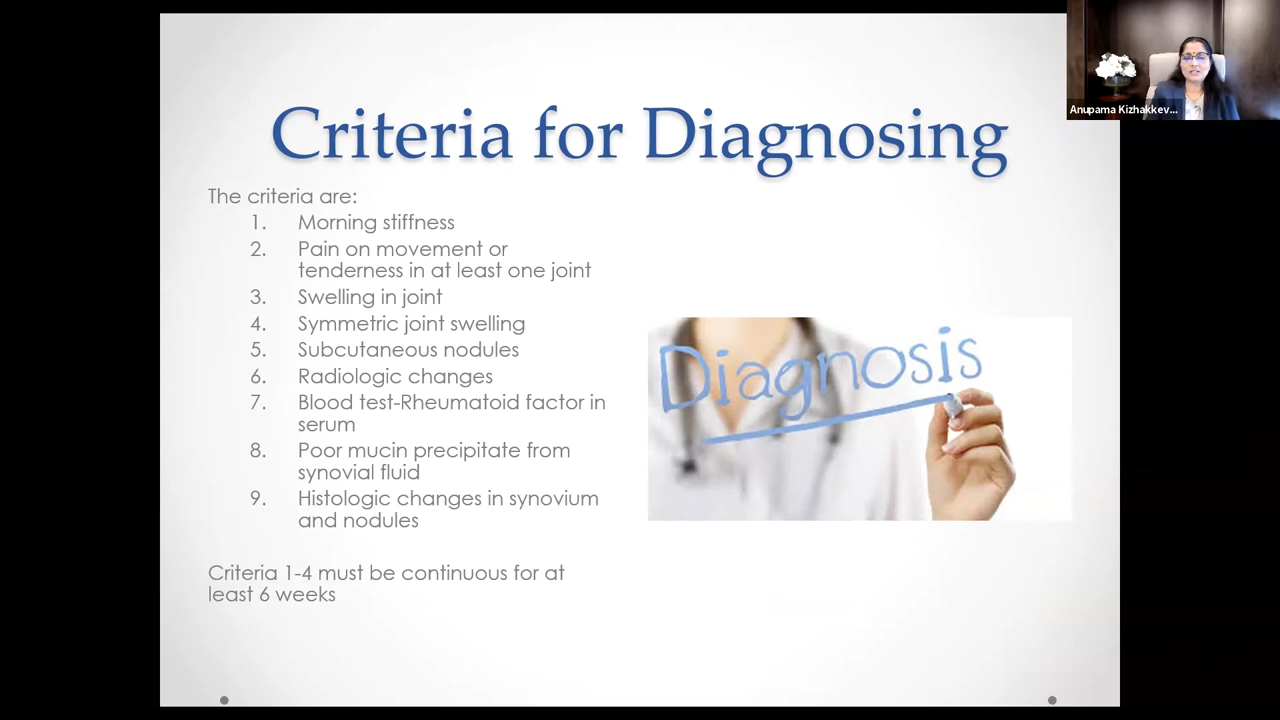 Criteria for Diagnosing
Anupama Kizhakkev...
The criteria are:
1. Morning stiffness
2. Pain on movement or
tenderness in at least one joint
3. Swelling in joint
4. Symmetric joint swelling
5. Subcutaneous nodules
6. Radiologic changes
7. Blood test-Rheumatoid factor in
serum
8. Poor mucin precipitate from
synovial fluid
9. Histologic changes in synovium
and nodules
Criteria 1-4 must be continuous for at
least 6 weeks
Diagnosis